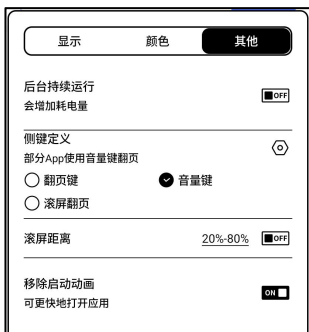 显示 颜色 其他
后台持续运行
OFF
会增加耗电量
侧键定义
部分App使用音量键翻页
翻页键 音量键
滚屏翻页
滚屏距离 20%-80% OFF
移除启动动画
ON
可更快地打开应用